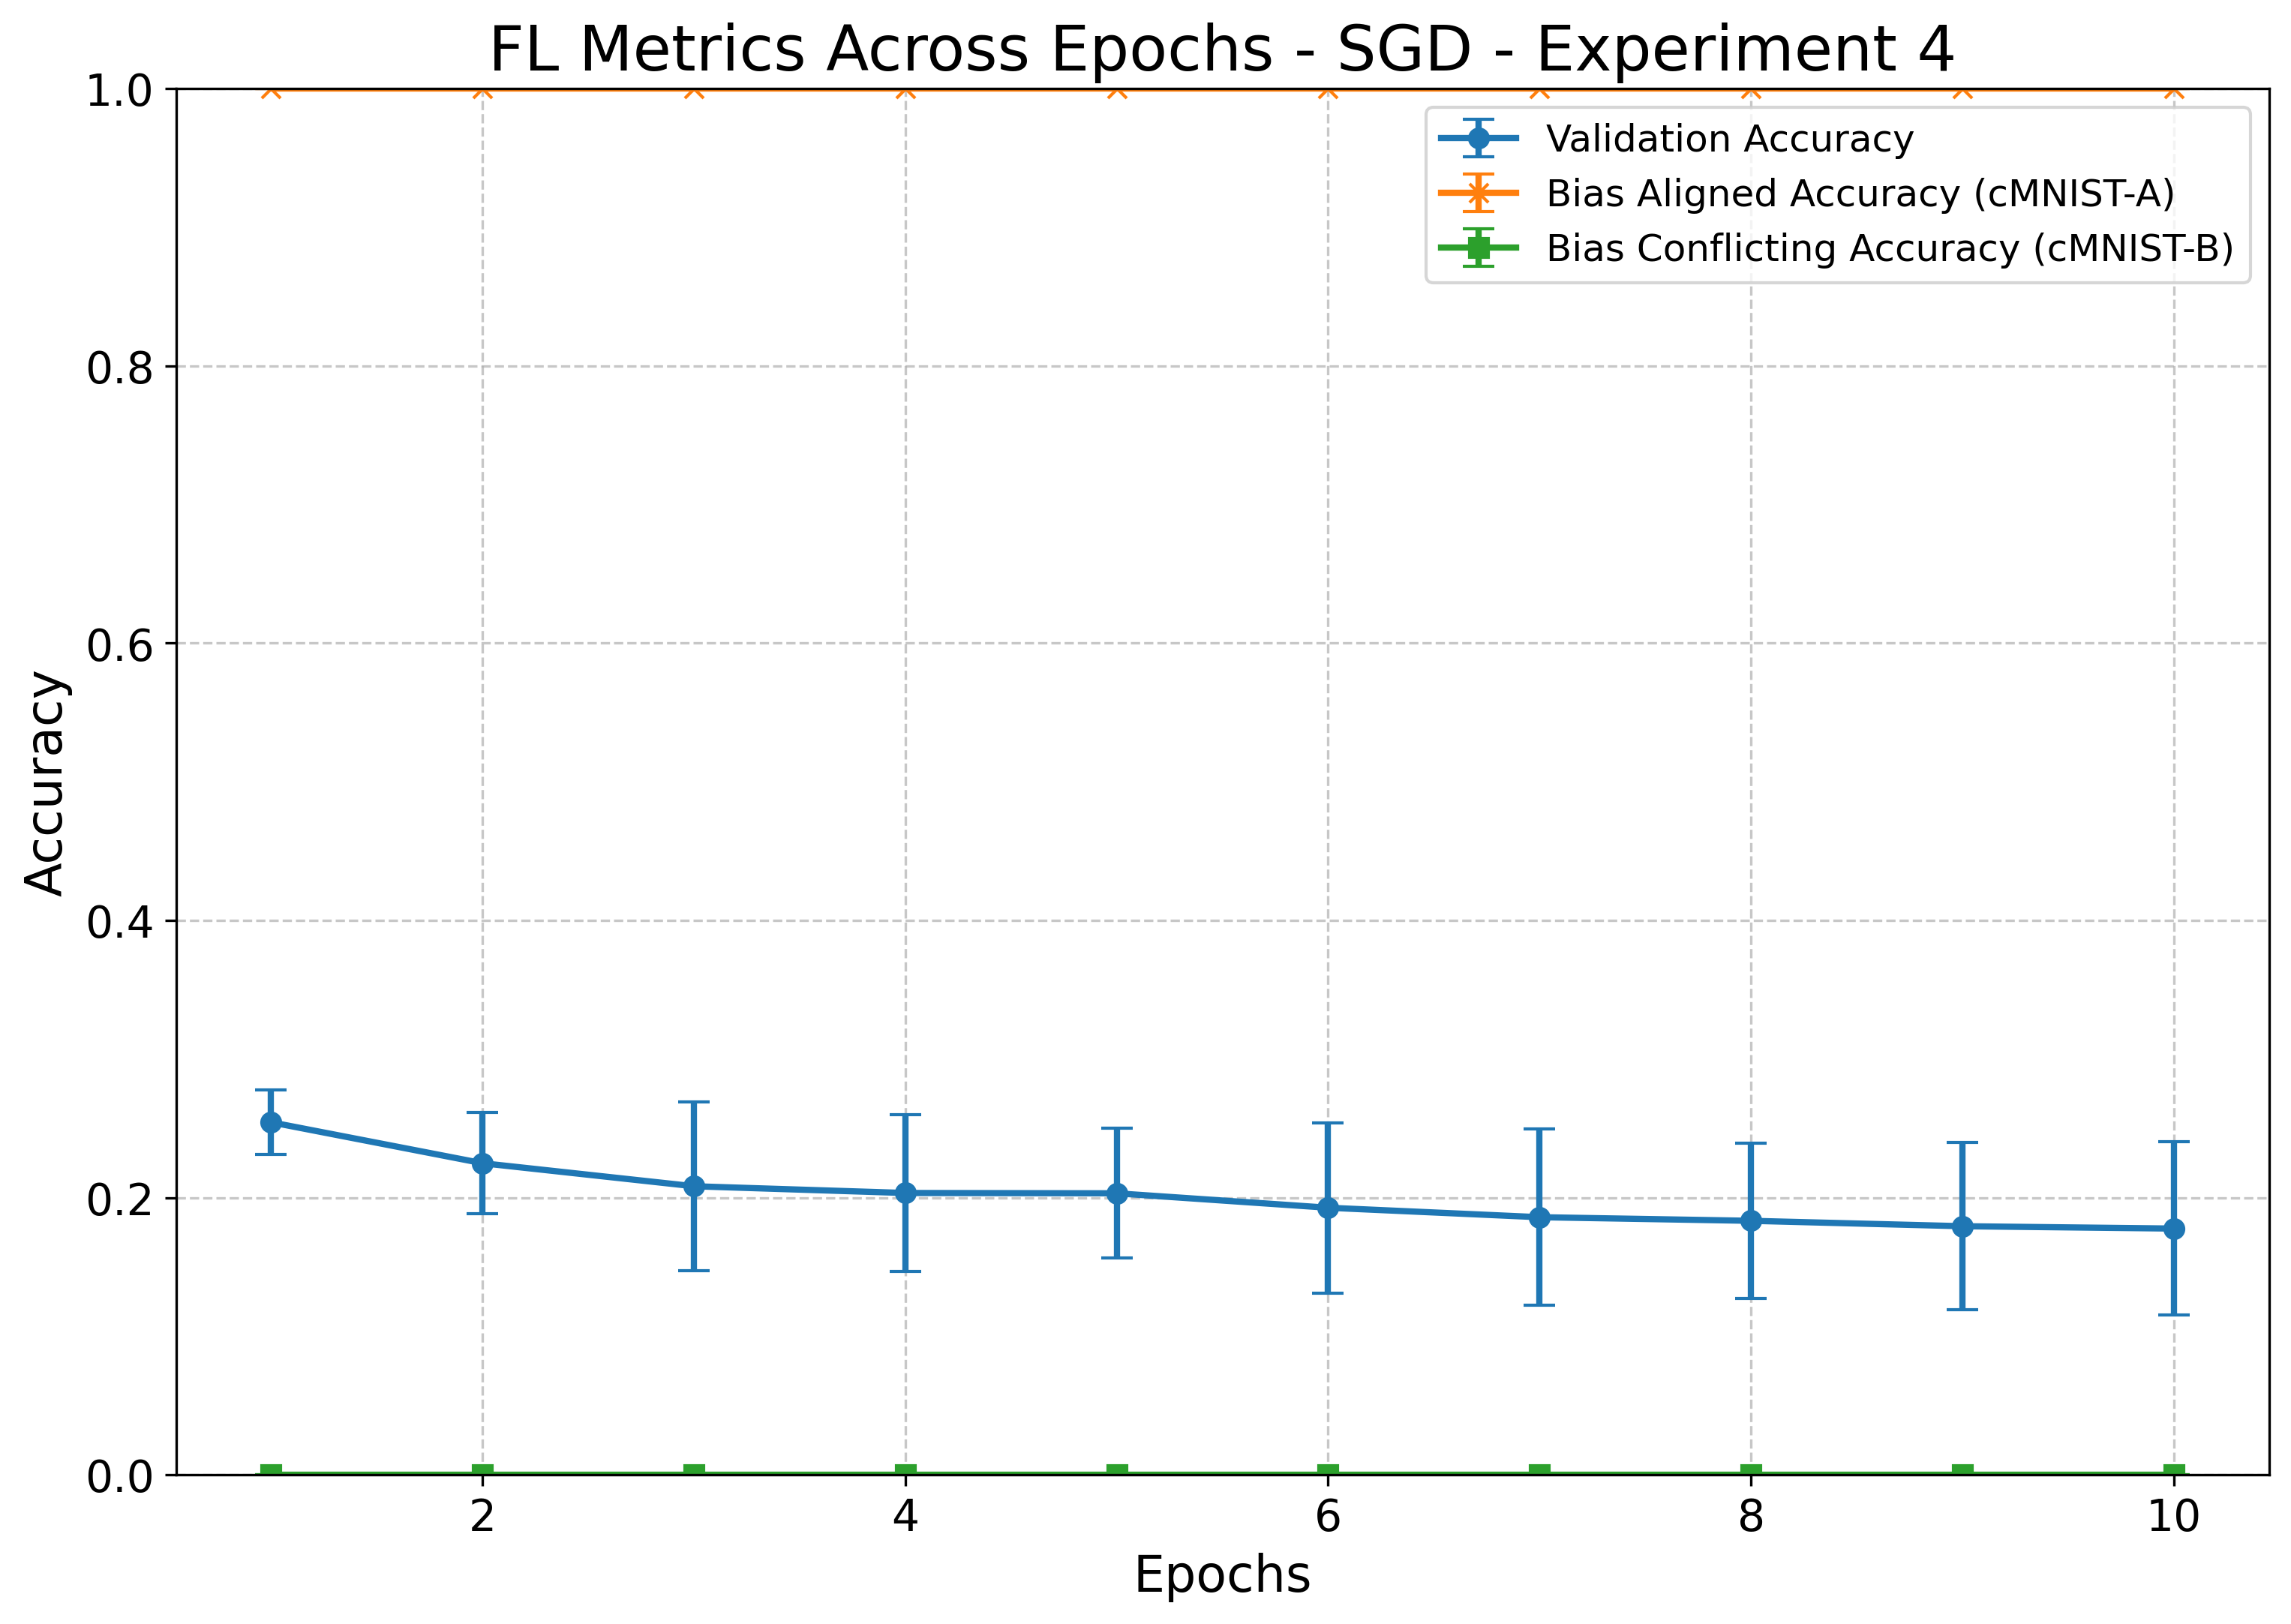 FL Metrics Across Epochs - SGD - Experiment 4
1.0
Validation Accuracy
Bias Aligned Accuracy (cMNIST-A)
Bias Conflicting Accuracy (cMNIST-B)
0.8
0.6
Accuracy
0.4
0.2
0.0
2 4 6 8 10
Epochs